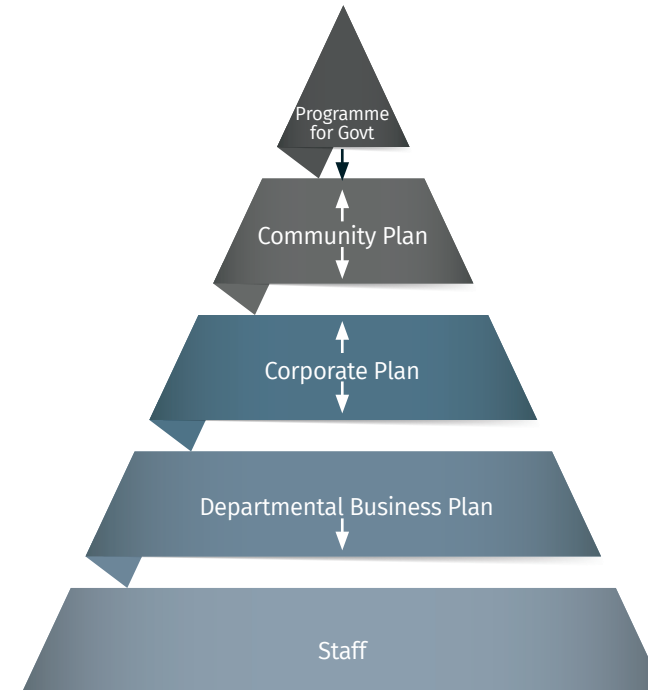 Programme
for Govt
Community Plan
Corporate Plan
Departmental Business Plan
Staff